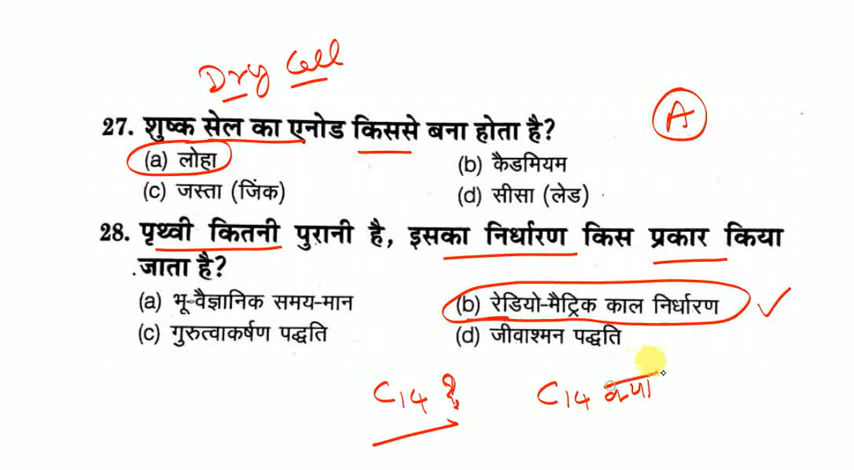 Dry Cell
27. शुष्क सेल का एनोड किससे बना होता है?
A
(a) लोहा (b) कैडमियम
(c) जस्ता (जिंक) (d) सीसा (लेड)
28. पृथ्वी कितनी पुरानी है, इसका निर्धारण किस प्रकार किया
जाता है?
(a) भू-वैज्ञानिक समय-मान (b) रेडियो-मैट्रिक काल निर्धारण
(c) गुरुत्वाकर्षण पद्धति (d) जीवाश्मन पद्धति
C14 C14 क्या